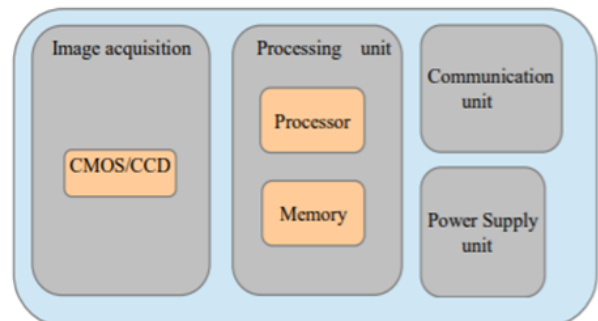 Image acquisition
CMOS/CCD
Processing unit
Processor
Memory
Communication
unit
Power Supply
unit